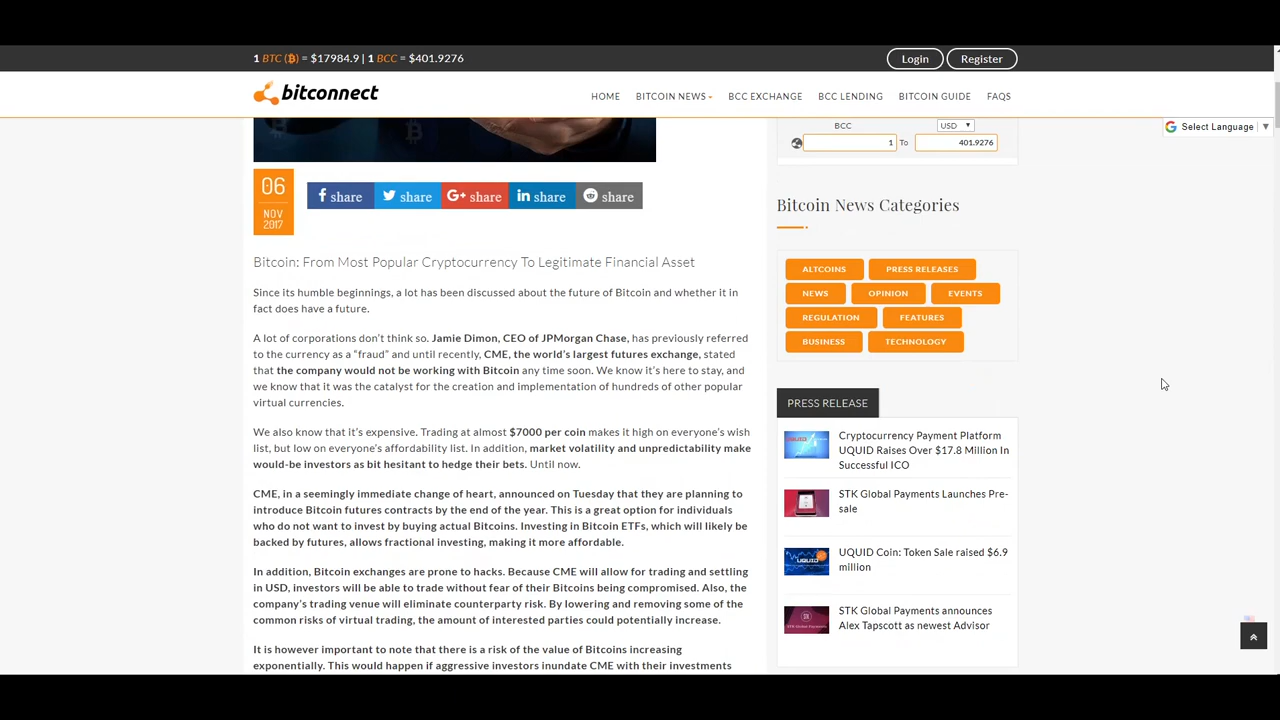 1 BTC (₿) = $17984.9 | 1 BCC = $401.9276
Login
Register
bitconnect
HOME
BITCOIN NEWS
BCC EXCHANGE
BCC LENDING
BITCOIN GUIDE
FAQS
BCC
USD
1
To
401.9276
Select Language
06
NOV
2017
share
share
share
share
share
Bitcoin: From Most Popular Cryptocurrency To Legitimate Financial Asset
Since its humble beginnings, a lot has been discussed about the future of Bitcoin and whether it in
fact does have a future.
A lot of corporations don’t think so. Jamie Dimon, CEO of JPMorgan Chase, has previously referred
to the currency as a “fraud” and until recently, CME, the world’s largest futures exchange, stated
that the company would not be working with Bitcoin any time soon. We know it’s here to stay, and
we know that it was the catalyst for the creation and implementation of hundreds of other popular
virtual currencies.
We also know that it’s expensive. Trading at almost $7000 per coin makes it high on everyone’s wish
list, but low on everyone’s affordability list. In addition, market volatility and unpredictability make
would-be investors as bit hesitant to hedge their bets. Until now.
CME, in a seemingly immediate change of heart, announced on Tuesday that they are planning to
introduce Bitcoin futures contracts by the end of the year. This is a great option for individuals
who do not want to invest by buying actual Bitcoins. Investing in Bitcoin ETFs, which will likely be
backed by futures, allows fractional investing, making it more affordable.
In addition, Bitcoin exchanges are prone to hacks. Because CME will allow for trading and settling
in USD, investors will be able to trade without fear of their Bitcoins being compromised. Also, the
company’s trading venue will eliminate counterparty risk. By lowering and removing some of the
common risks of virtual trading, the amount of interested parties could potentially increase.
It is however important to note that there is a risk of the value of Bitcoins increasing
exponentially. This would happen if aggressive investors inundate CME with their investments
Bitcoin News Categories
ALTCOINS
PRESS RELEASES
NEWS
OPINION
EVENTS
REGULATION
FEATURES
BUSINESS
TECHNOLOGY
PRESS RELEASE
Cryptocurrency Payment Platform
UQUID Raises Over $17.8 Million In
Successful ICO
STK Global Payments Launches Pre-
sale
UQUID Coin: Token Sale raised $6.9
million
STK Global Payments announces
Alex Tapscott as newest Advisor